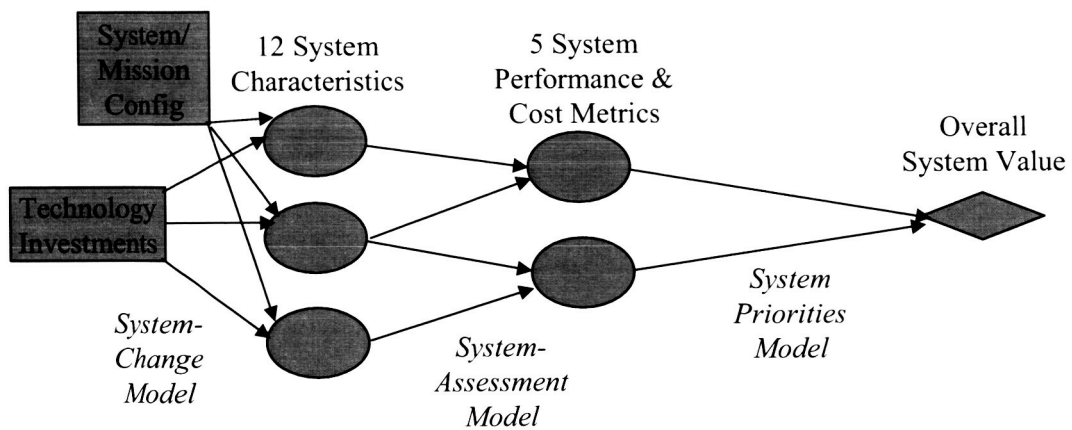 System/
Mission
Config
12 System
Characteristics
5 System
Performance &
Cost Metrics
Overall
System Value
Technology
Investments
System-
Change
Model
System-
Assessment
Model
System
Priorities
Model